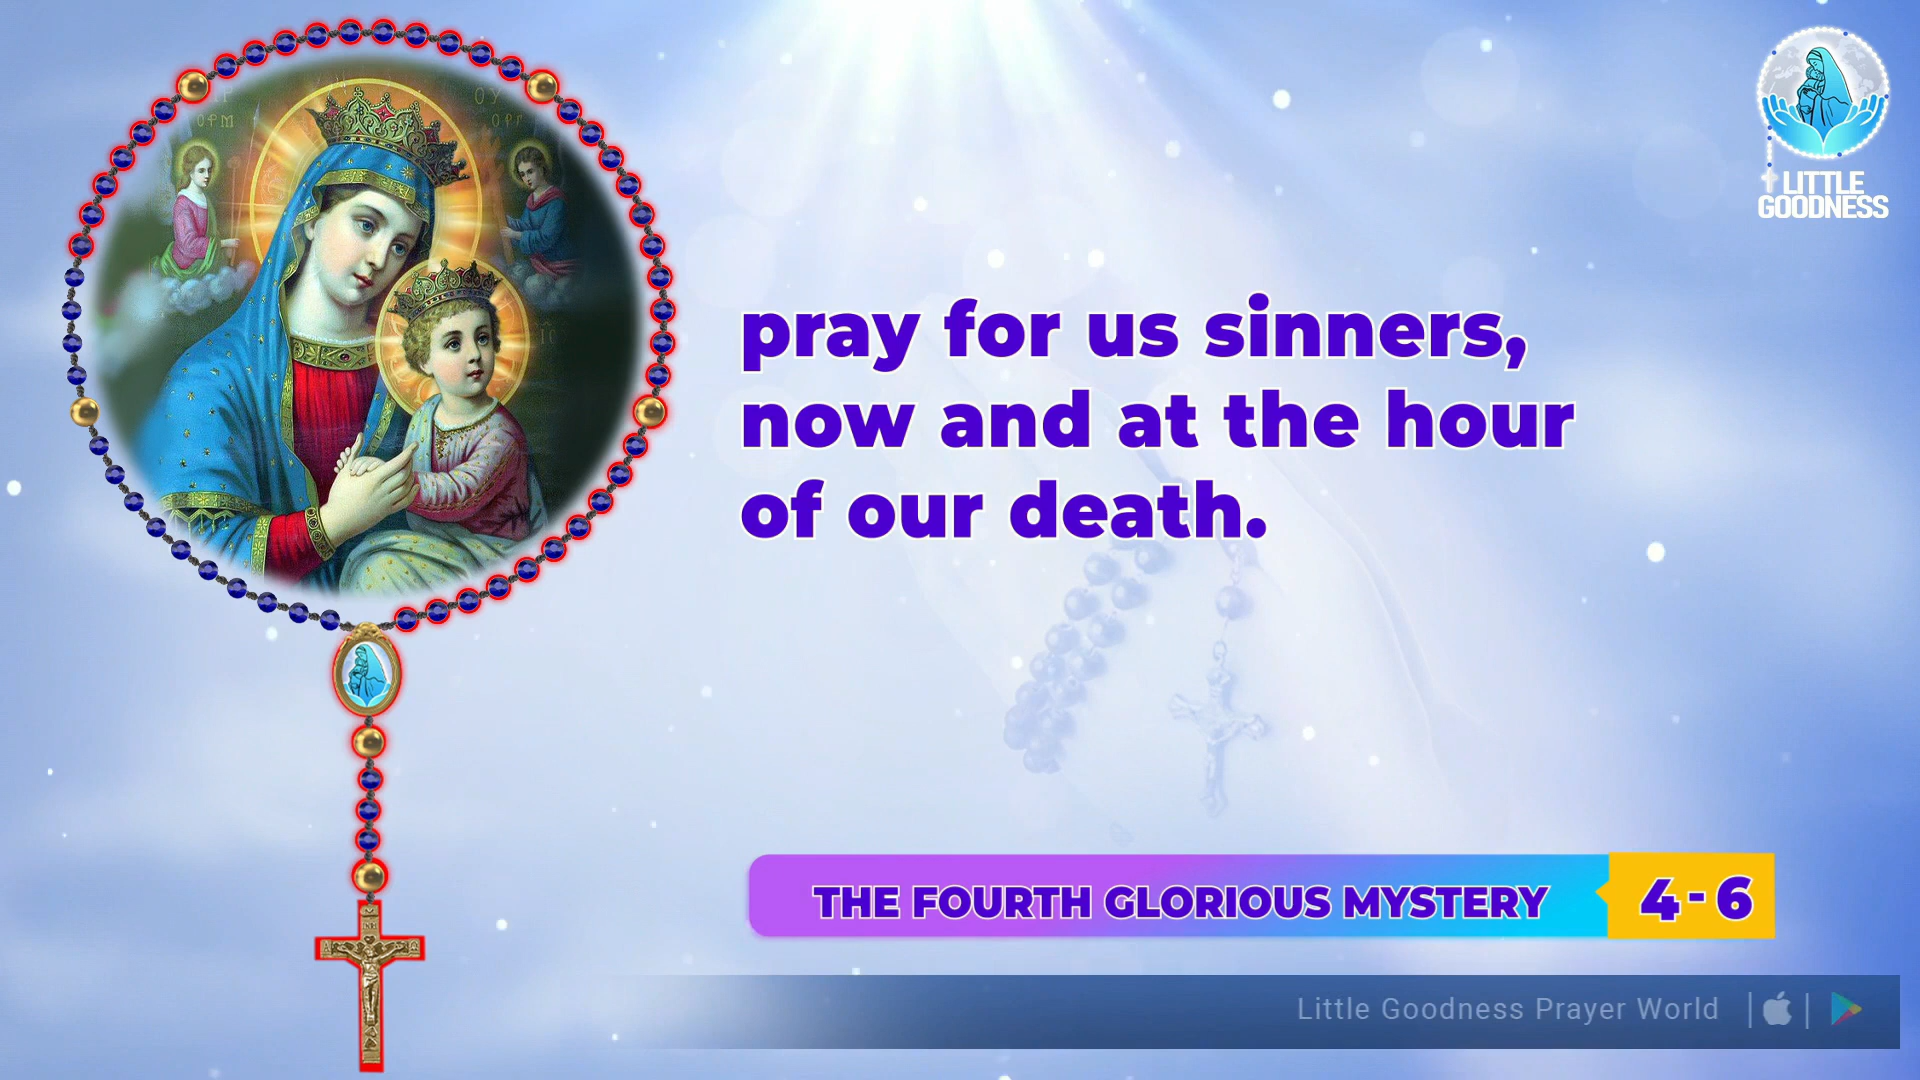 LITTLE
GOODNESS
pray for us sinners,
now and at the hour
of our death.
THE FOURTH GLORIOUS MYSTERY
4 - 6
Little Goodness Prayer World